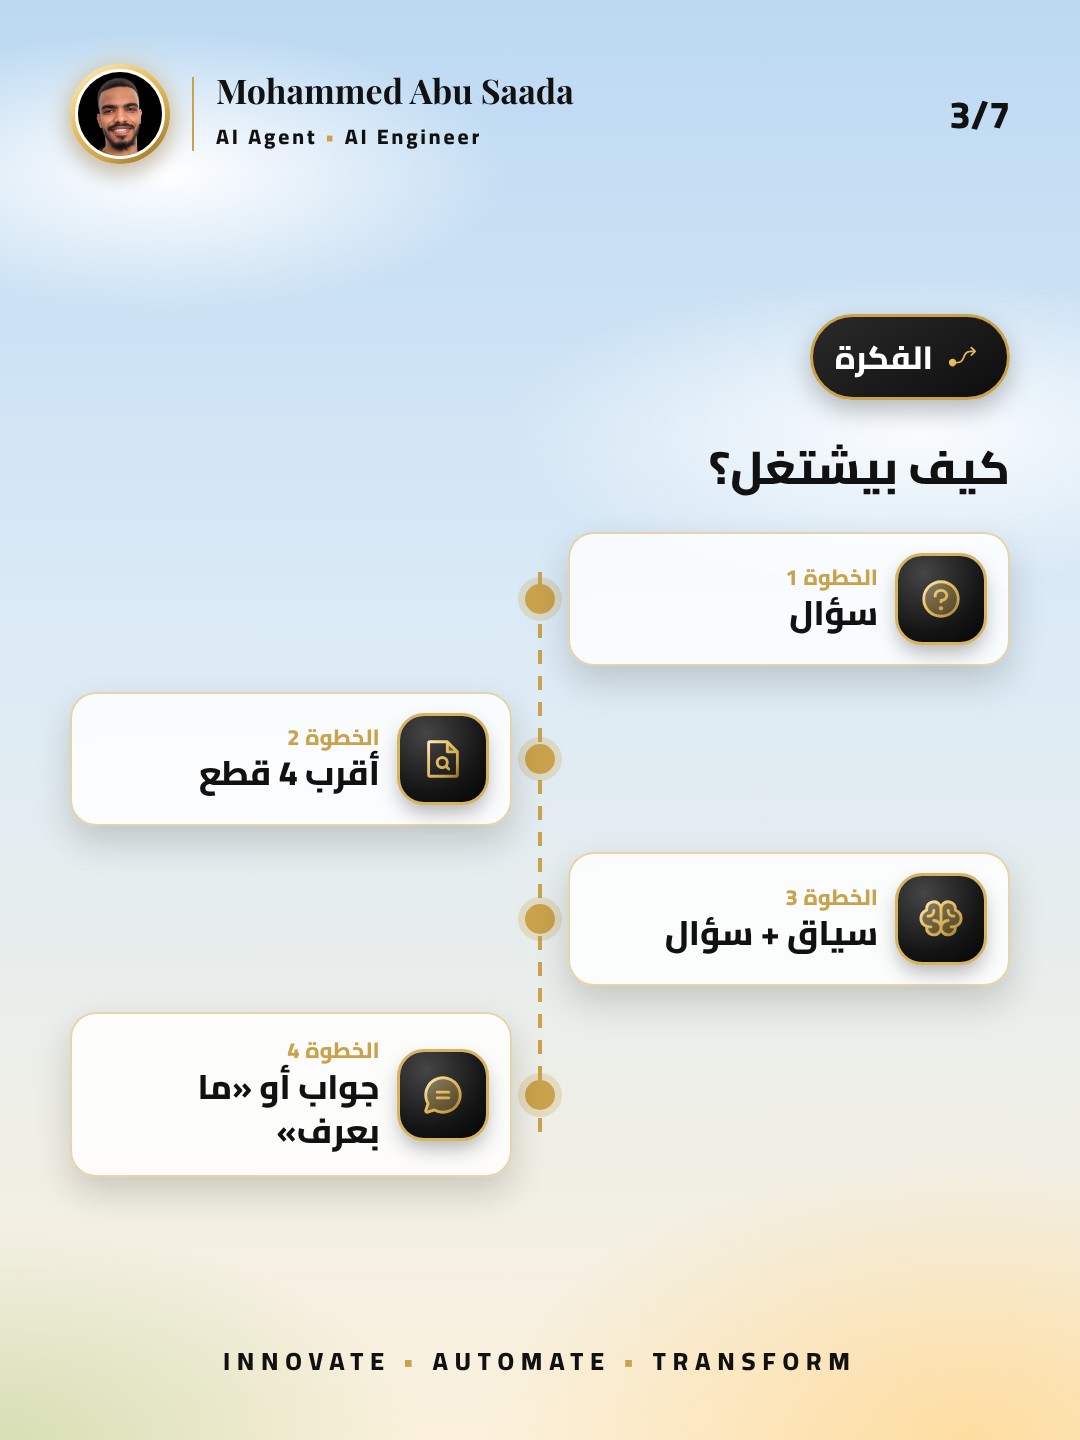 Mohammed Abu Saada
AI Agent ▪ AI Engineer
3/7
الفكرة
كيف بيشتغل؟
الخطوة 1
سؤال
الخطوة 2
أقرب 4 قطع
الخطوة 3
سياق + سؤال
الخطوة 4
جواب أو «ما
بعرف»
INNOVATE ▪ AUTOMATE ▪ TRANSFORM